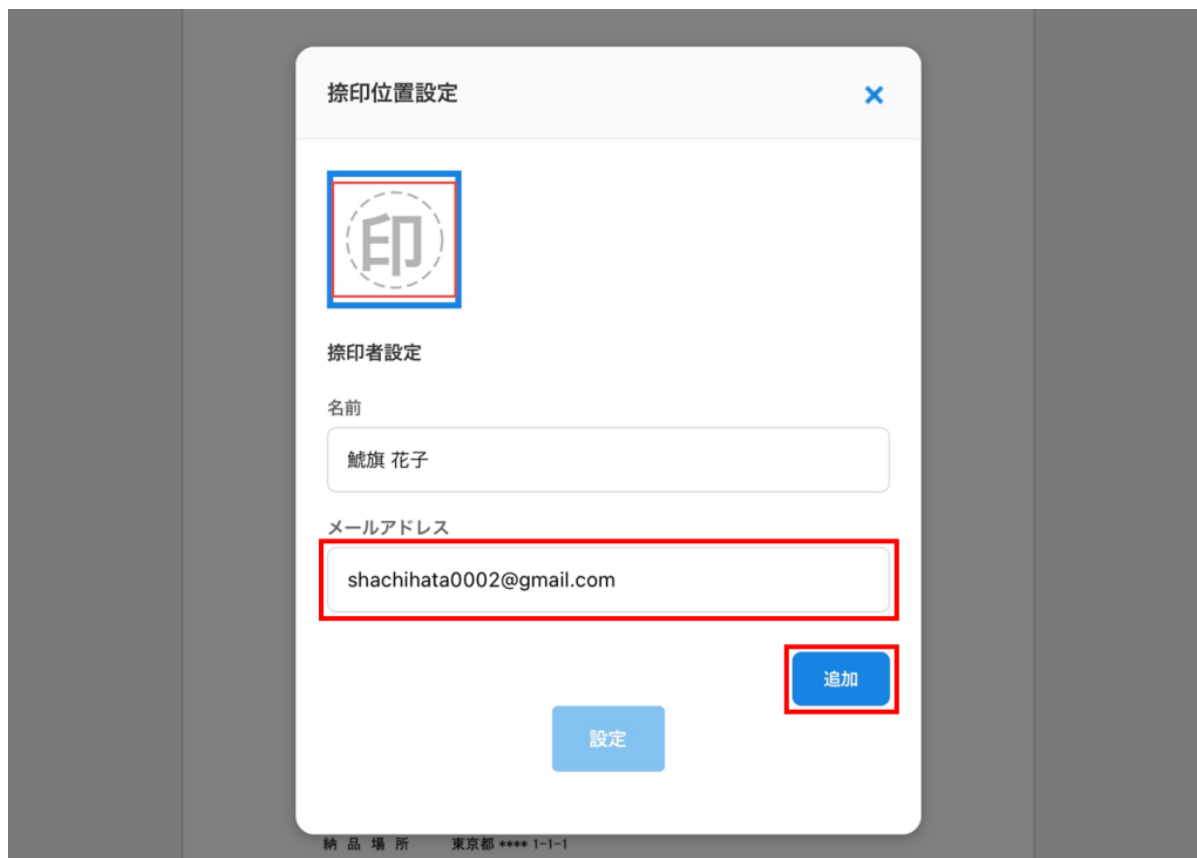 捺印位置設定
印
捺印者設定
名前
鯱旗 花子
メールアドレス
shachihata0002@gmail.com
追加
設定
納 品 場 所 東京都 **** 1-1-1